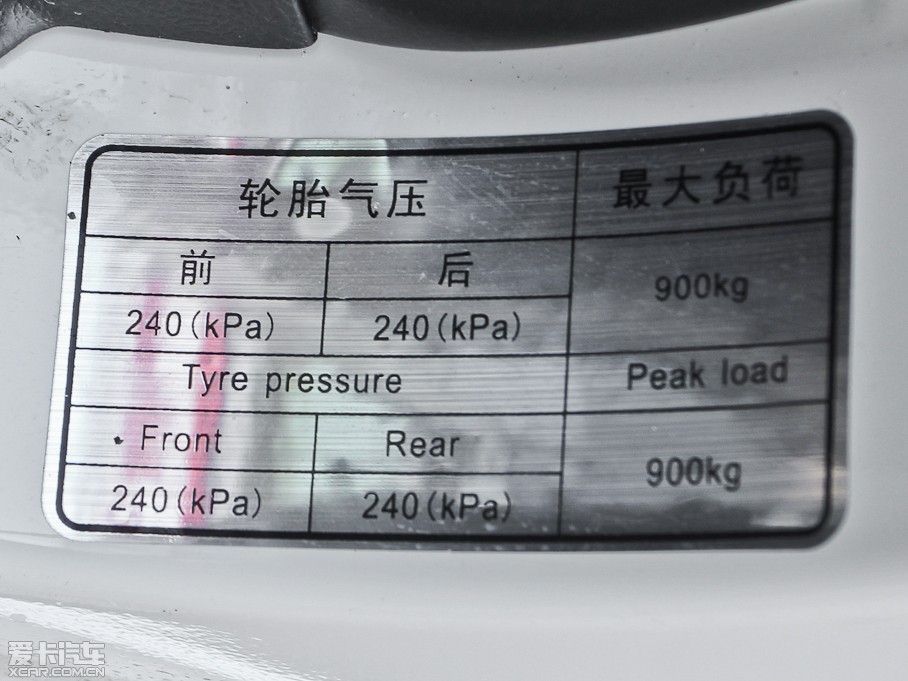 轮胎气压 最大负荷
前 后 900kg
240(kPa) 240(kPa)
Tyre pressure Peak load
Front Rear 900kg
240(kPa) 240(kPa)
爱卡汽车
XCAR.COM.CN